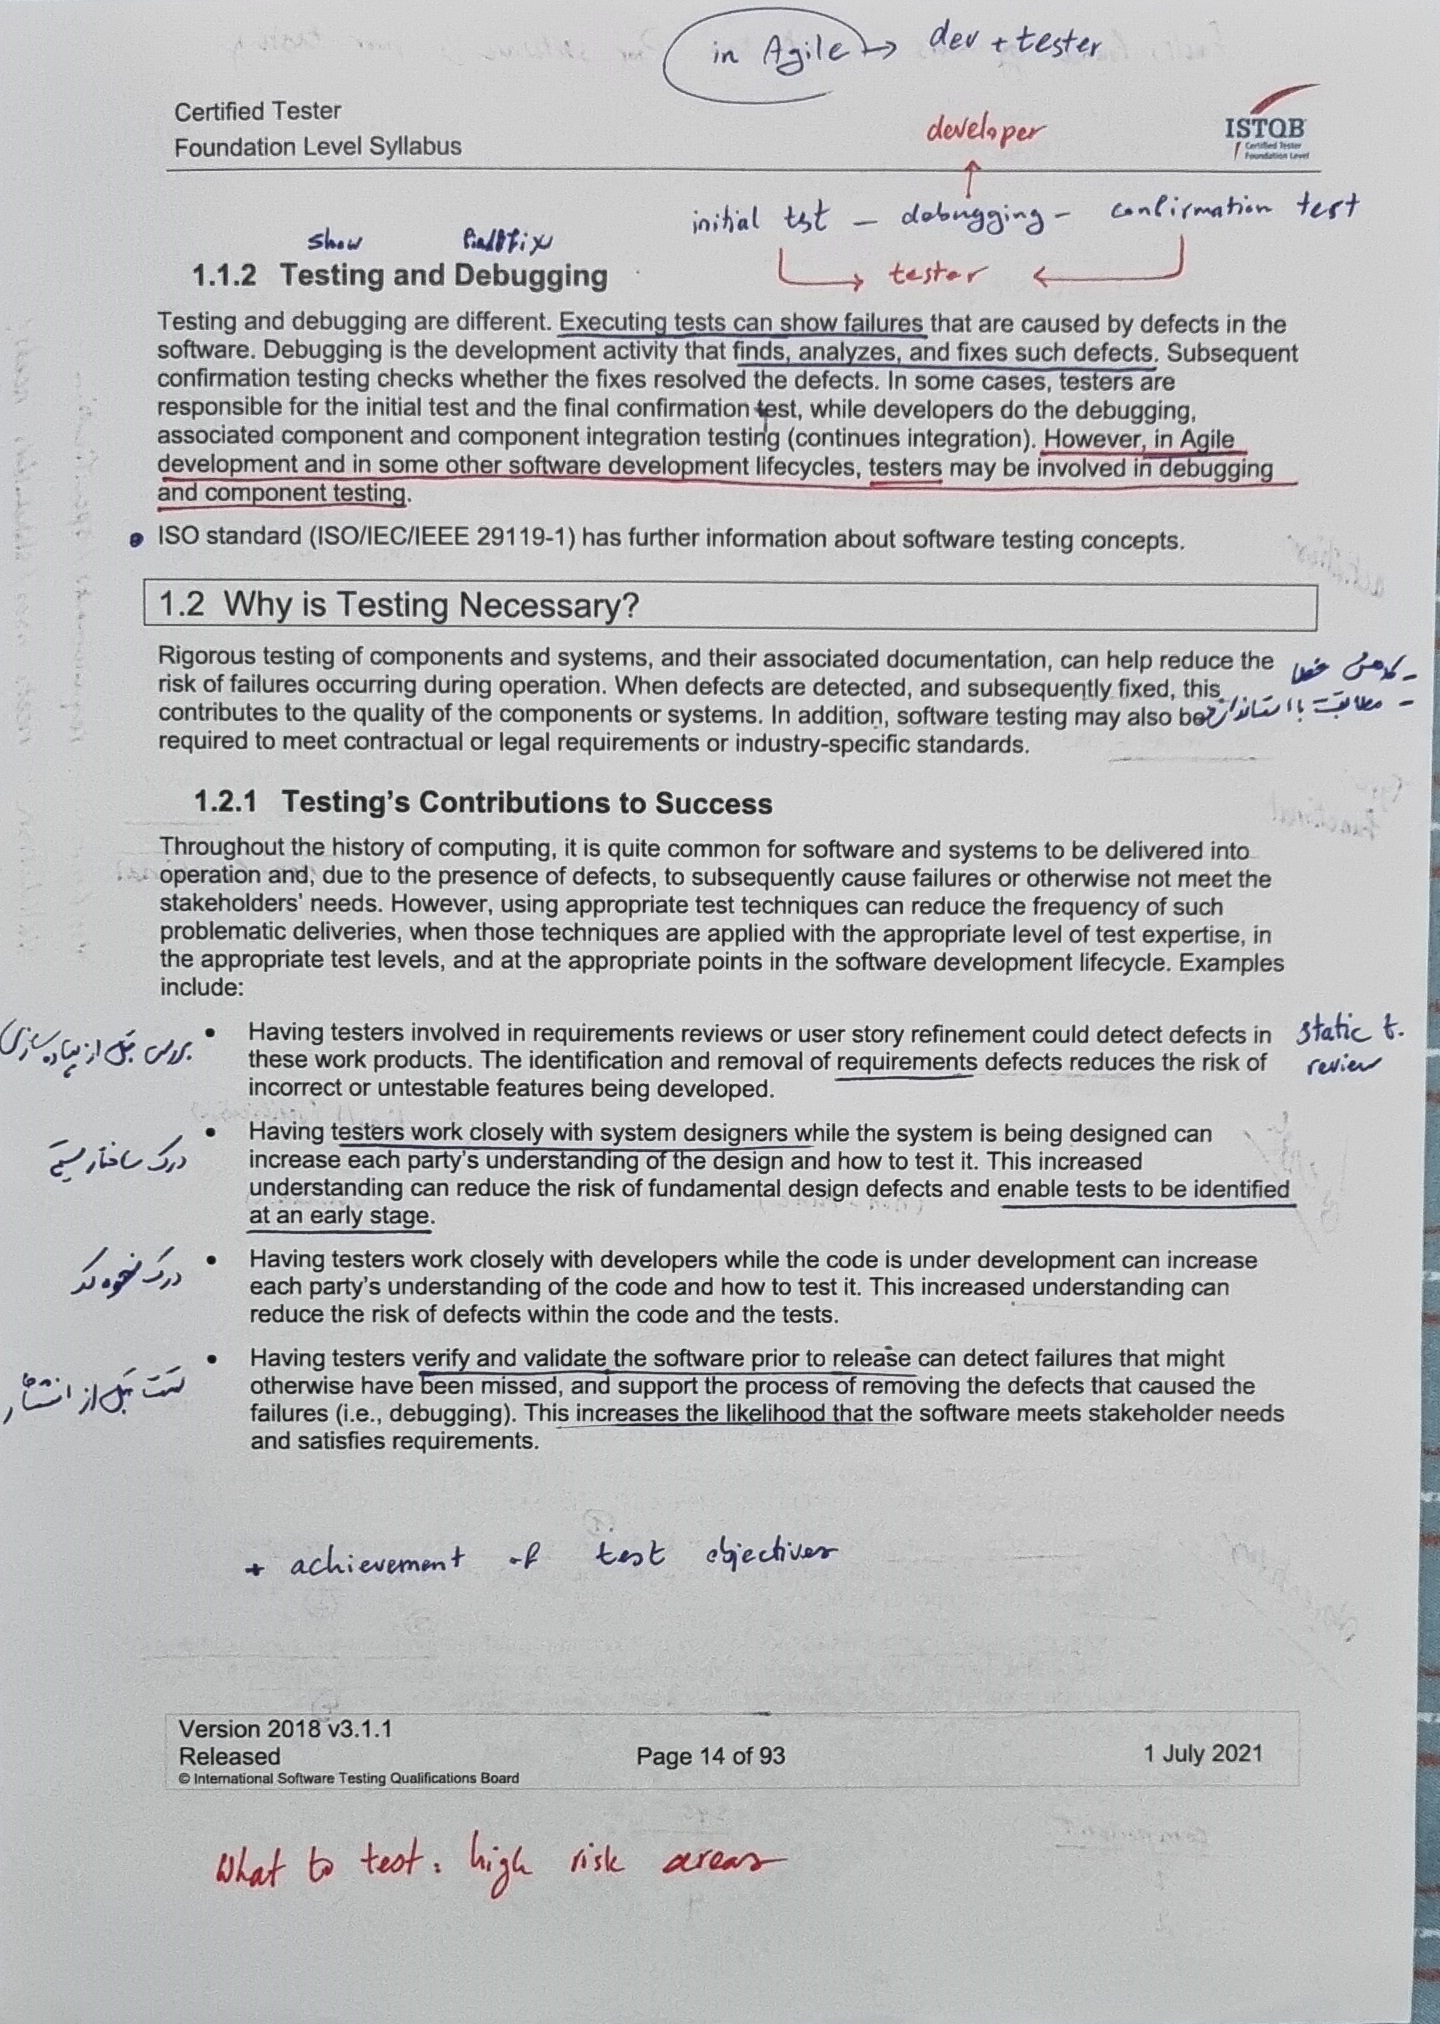 in Agile → dev + tester
Certified Tester
Foundation Level Syllabus
developer
ISTQB
Certified Tester
Foundation Level
initial tst – debugging – confirmation test
show find & fix
tester
1.1.2 Testing and Debugging
Testing and debugging are different. Executing tests can show failures that are caused by defects in the
software. Debugging is the development activity that finds, analyzes, and fixes such defects. Subsequent
confirmation testing checks whether the fixes resolved the defects. In some cases, testers are
responsible for the initial test and the final confirmation test, while developers do the debugging,
associated component and component integration testing (continues integration). However, in Agile
development and in some other software development lifecycles, testers may be involved in debugging
and component testing.
ISO standard (ISO/IEC/IEEE 29119-1) has further information about software testing concepts.
1.2 Why is Testing Necessary?
Rigorous testing of components and systems, and their associated documentation, can help reduce the
- کاهش خطا
risk of failures occurring during operation. When defects are detected, and subsequently fixed, this
- مطابقت با استاندارد
contributes to the quality of the components or systems. In addition, software testing may also be
required to meet contractual or legal requirements or industry-specific standards.
1.2.1 Testing's Contributions to Success
Throughout the history of computing, it is quite common for software and systems to be delivered into
operation and, due to the presence of defects, to subsequently cause failures or otherwise not meet the
stakeholders' needs. However, using appropriate test techniques can reduce the frequency of such
problematic deliveries, when those techniques are applied with the appropriate level of test expertise, in
the appropriate test levels, and at the appropriate points in the software development lifecycle. Examples
include:
بررسی قبل از پیاده سازی
• Having testers involved in requirements reviews or user story refinement could detect defects in
these work products. The identification and removal of requirements defects reduces the risk of
incorrect or untestable features being developed.
static t.
review
درک ساختار سیستم
• Having testers work closely with system designers while the system is being designed can
increase each party's understanding of the design and how to test it. This increased
understanding can reduce the risk of fundamental design defects and enable tests to be identified
at an early stage.
درک نحوه کد
• Having testers work closely with developers while the code is under development can increase
each party's understanding of the code and how to test it. This increased understanding can
reduce the risk of defects within the code and the tests.
تست قبل از انتشار
• Having testers verify and validate the software prior to release can detect failures that might
otherwise have been missed, and support the process of removing the defects that caused the
failures (i.e., debugging). This increases the likelihood that the software meets stakeholder needs
and satisfies requirements.
+ achievement of test objectives
Version 2018 v3.1.1
Released
© International Software Testing Qualifications Board
Page 14 of 93
1 July 2021
What to test: high risk areas